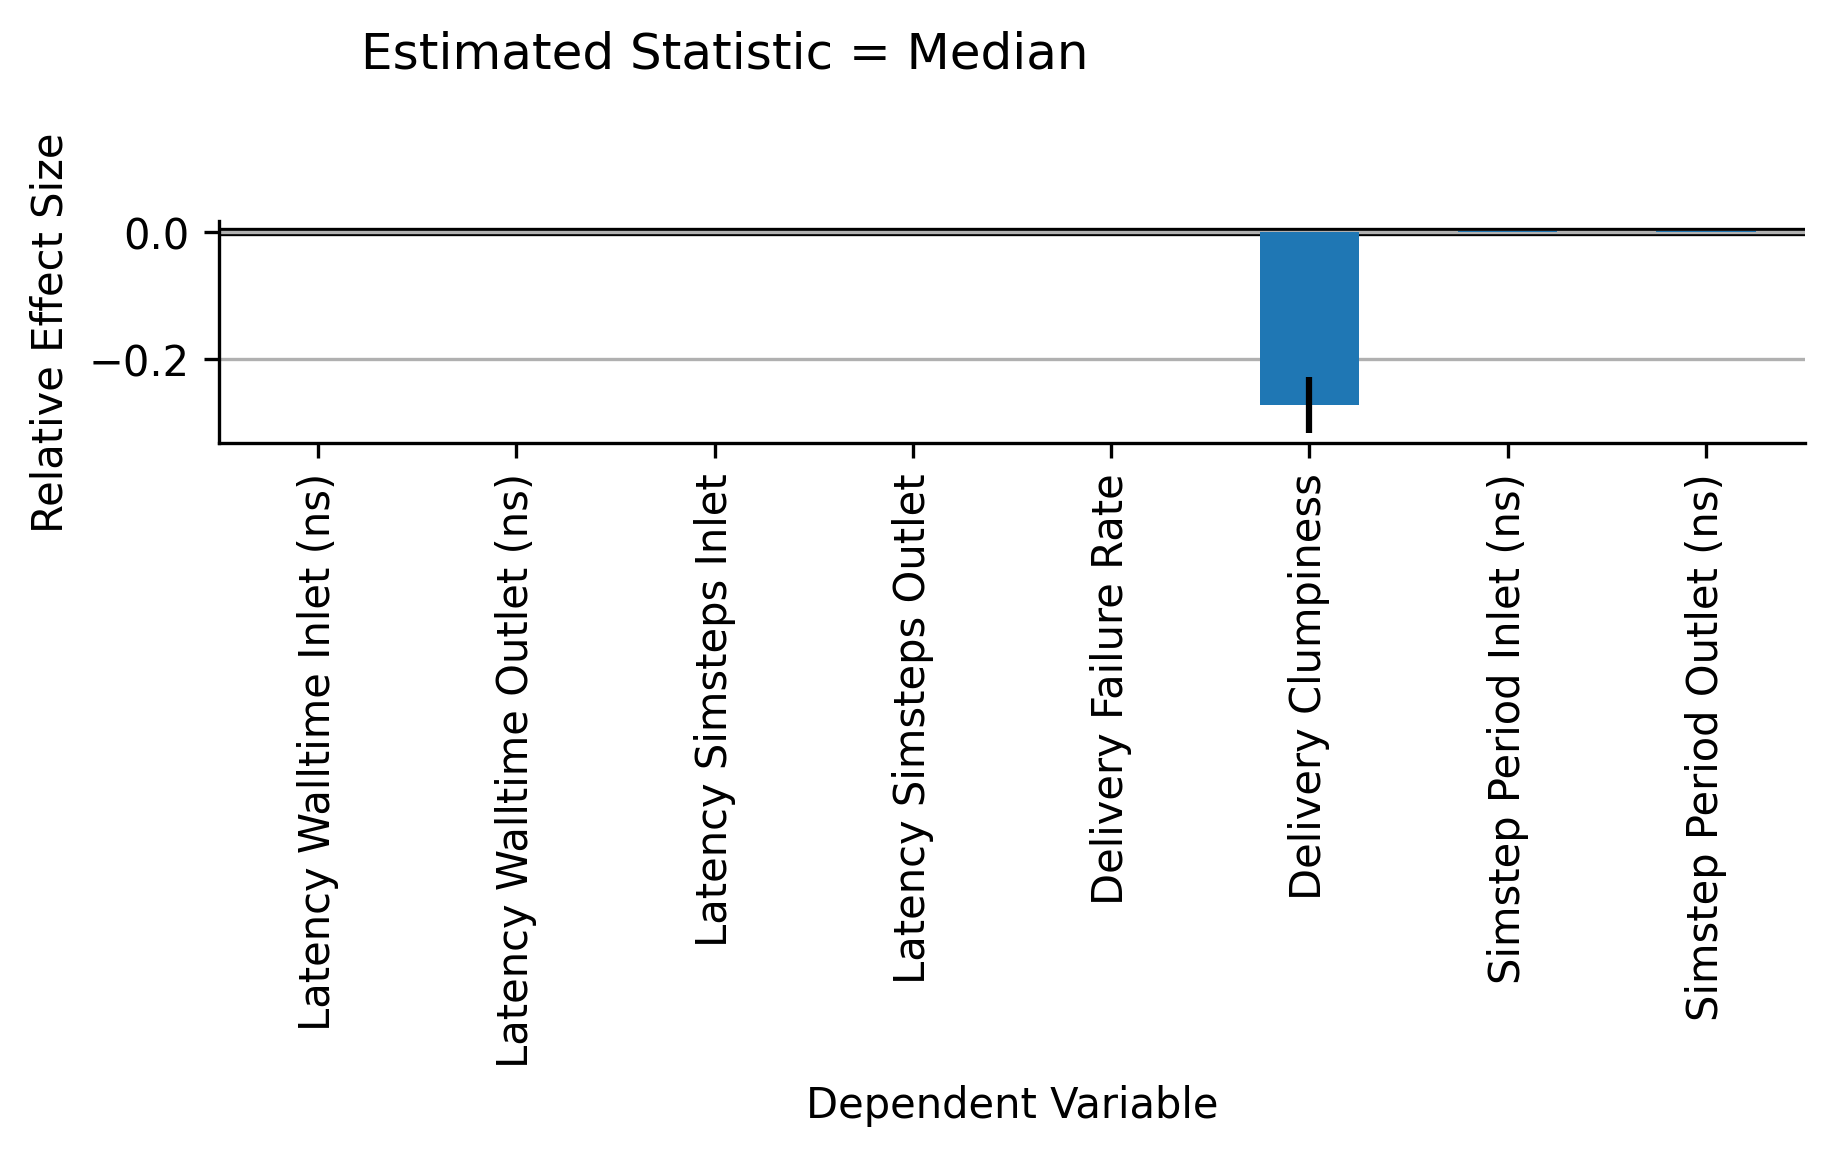 Estimated Statistic = Median
Relative Effect Size
0.0
−0.2
Latency Walltime Inlet (ns)
Latency Walltime Outlet (ns)
Latency Simsteps Inlet
Latency Simsteps Outlet
Delivery Failure Rate
Delivery Clumpiness
Simstep Period Inlet (ns)
Simstep Period Outlet (ns)
Dependent Variable